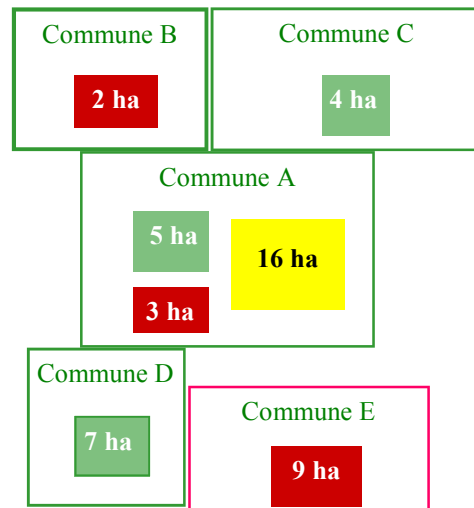 Commune B
Commune C
2 ha
4 ha
Commune A
5 ha
16 ha
3 ha
Commune D
Commune E
7 ha
9 ha